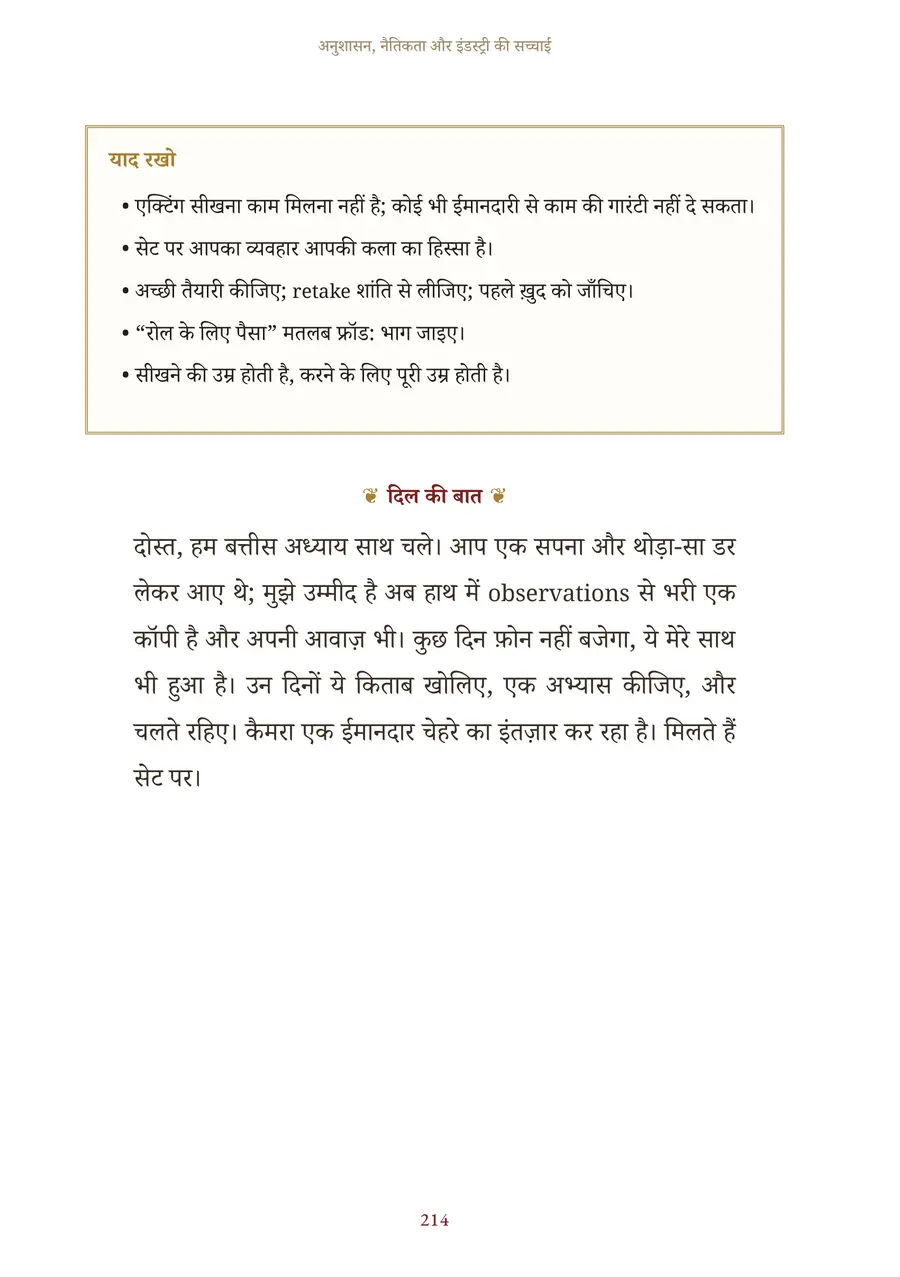 अनुशासन, नैतिकता और इंडस्ट्री की सच्चाई
याद रखो
• एक्टिंग सीखना काम मिलना नहीं है; कोई भी ईमानदारी से काम की गारंटी नहीं दे सकता।
• सेट पर आपका व्यवहार आपकी कला का हिस्सा है।
• अच्छी तैयारी कीजिए; retake शांति से लीजिए; पहले ख़ुद को जाँचिए।
• “रोल के लिए पैसा” मतलब फ्रॉड: भाग जाइए।
• सीखने की उम्र होती है, करने के लिए पूरी उम्र होती है।
❦ दिल की बात ❦
दोस्त, हम बत्तीस अध्याय साथ चले। आप एक सपना और थोड़ा-सा डर
लेकर आए थे; मुझे उम्मीद है अब हाथ में observations से भरी एक
कॉपी है और अपनी आवाज़ भी। कुछ दिन फ़ोन नहीं बजेगा, ये मेरे साथ
भी हुआ है। उन दिनों ये किताब खोलिए, एक अभ्यास कीजिए, और
चलते रहिए। कैमरा एक ईमानदार चेहरे का इंतज़ार कर रहा है। मिलते हैं
सेट पर।
214